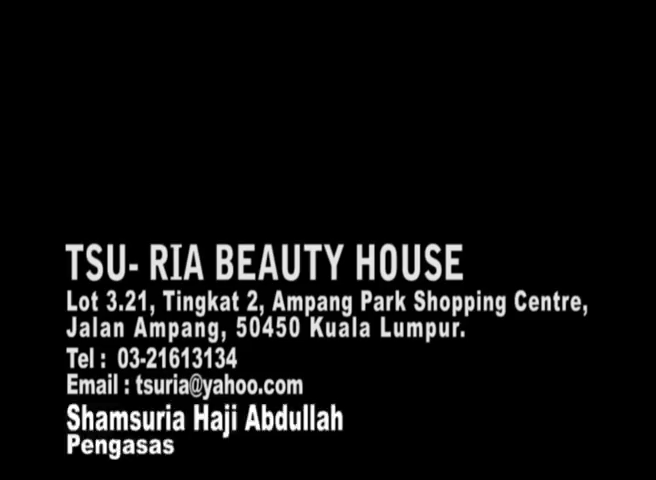 TSU- RIA BEAUTY HOUSE
Lot 3.21, Tingkat 2, Ampang Park Shopping Centre,
Jalan Ampang, 50450 Kuala Lumpur.
Tel : 03-21613134
Email : tsuria@yahoo.com
Shamsuria Haji Abdullah
Pengasas